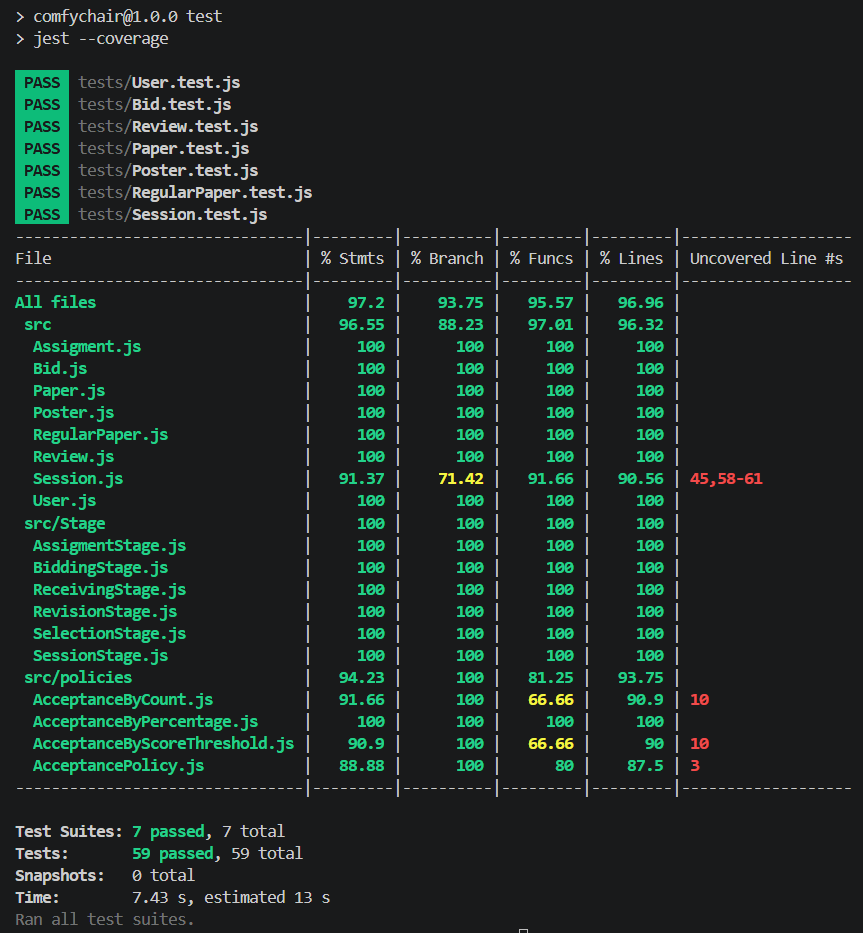 > comfychair@1.0.0 test
> jest --coverage
PASS tests/User.test.js
PASS tests/Bid.test.js
PASS tests/Review.test.js
PASS tests/Paper.test.js
PASS tests/Poster.test.js
PASS tests/RegularPaper.test.js
PASS tests/Session.test.js
--------------------------------|---------|----------|---------|---------|-------------------
File | % Stmts | % Branch | % Funcs | % Lines | Uncovered Line #s
--------------------------------|---------|----------|---------|---------|-------------------
All files | 97.2 | 93.75 | 95.57 | 96.96 |
src | 96.55 | 88.23 | 97.01 | 96.32 |
Assigment.js | 100 | 100 | 100 | 100 |
Bid.js | 100 | 100 | 100 | 100 |
Paper.js | 100 | 100 | 100 | 100 |
Poster.js | 100 | 100 | 100 | 100 |
RegularPaper.js | 100 | 100 | 100 | 100 |
Review.js | 100 | 100 | 100 | 100 |
Session.js | 91.37 | 71.42 | 91.66 | 90.56 | 45,58-61
User.js | 100 | 100 | 100 | 100 |
src/Stage | 100 | 100 | 100 | 100 |
AssigmentStage.js | 100 | 100 | 100 | 100 |
BiddingStage.js | 100 | 100 | 100 | 100 |
ReceivingStage.js | 100 | 100 | 100 | 100 |
RevisionStage.js | 100 | 100 | 100 | 100 |
SelectionStage.js | 100 | 100 | 100 | 100 |
SessionStage.js | 100 | 100 | 100 | 100 |
src/policies | 94.23 | 100 | 81.25 | 93.75 |
AcceptanceByCount.js | 91.66 | 100 | 66.66 | 90.9 | 10
AcceptanceByPercentage.js | 100 | 100 | 100 | 100 |
AcceptanceByScoreThreshold.js | 90.9 | 100 | 66.66 | 90 | 10
AcceptancePolicy.js | 88.88 | 100 | 80 | 87.5 | 3
--------------------------------|---------|----------|---------|---------|-------------------
Test Suites: 7 passed, 7 total
Tests: 59 passed, 59 total
Snapshots: 0 total
Time: 7.43 s, estimated 13 s
Ran all test suites.